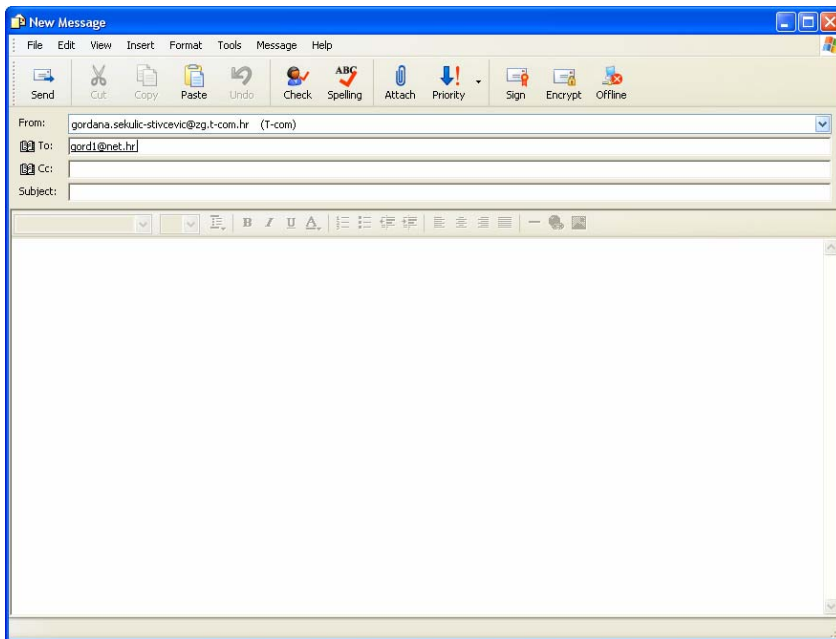 New Message
File Edit View Insert Format Tools Message Help
Send Cut Copy Paste Undo Check ABC Spelling Attach Priority Sign Encrypt Offline
From: gordana.sekulic-stivcevic@zg.t-com.hr (T-com)
To: gord1@net.hr
Cc:
Subject:
B I U A